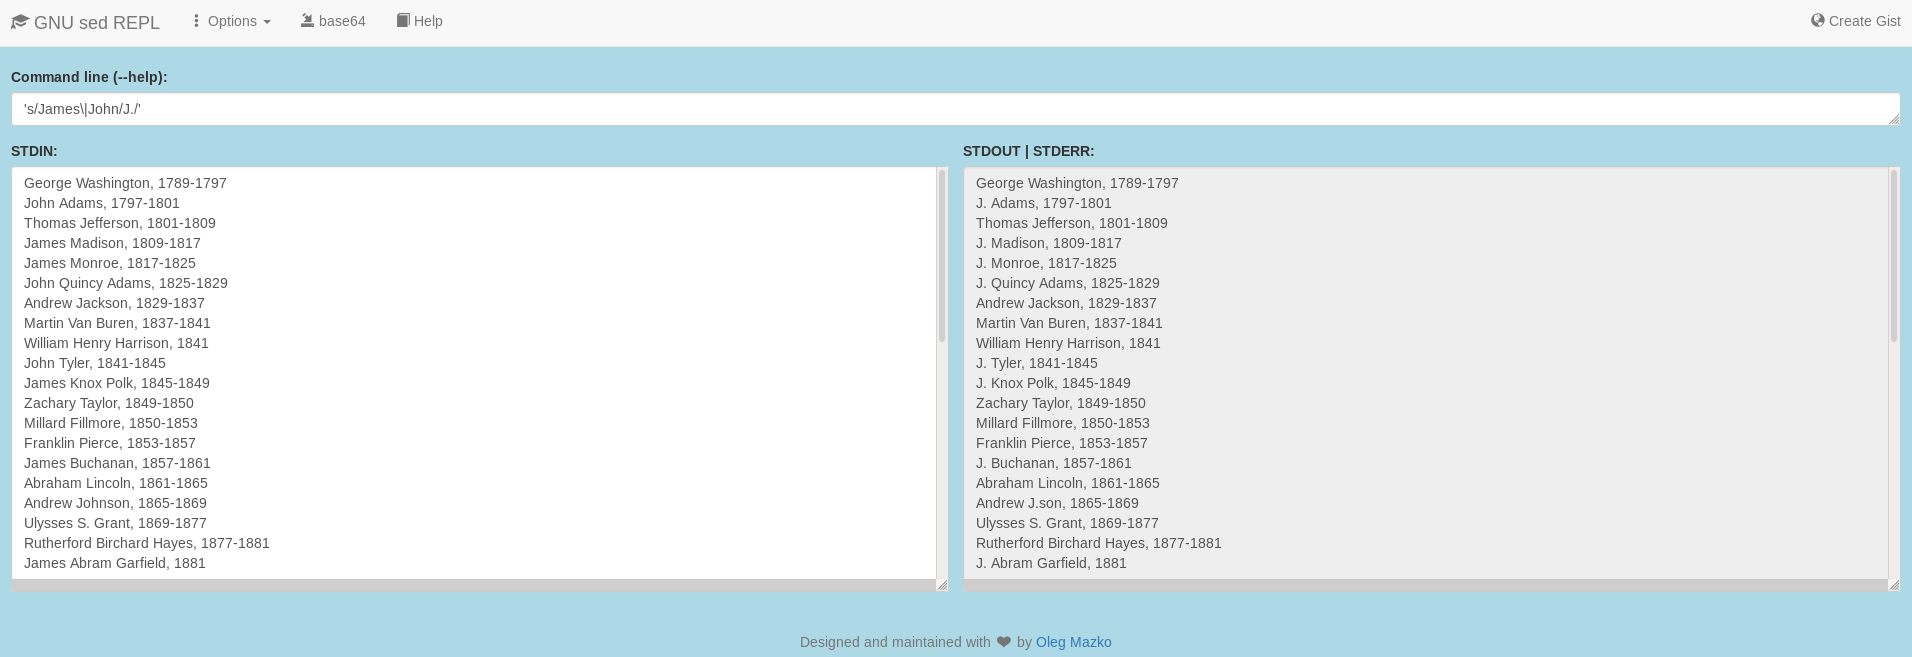 GNU sed REPL Options base64 Help Create Gist
Command line (--help):
's/James\|John/J./'
STDIN:
George Washington, 1789-1797
John Adams, 1797-1801
Thomas Jefferson, 1801-1809
James Madison, 1809-1817
James Monroe, 1817-1825
John Quincy Adams, 1825-1829
Andrew Jackson, 1829-1837
Martin Van Buren, 1837-1841
William Henry Harrison, 1841
John Tyler, 1841-1845
James Knox Polk, 1845-1849
Zachary Taylor, 1849-1850
Millard Fillmore, 1850-1853
Franklin Pierce, 1853-1857
James Buchanan, 1857-1861
Abraham Lincoln, 1861-1865
Andrew Johnson, 1865-1869
Ulysses S. Grant, 1869-1877
Rutherford Birchard Hayes, 1877-1881
James Abram Garfield, 1881
STDOUT | STDERR:
George Washington, 1789-1797
J. Adams, 1797-1801
Thomas Jefferson, 1801-1809
J. Madison, 1809-1817
J. Monroe, 1817-1825
J. Quincy Adams, 1825-1829
Andrew Jackson, 1829-1837
Martin Van Buren, 1837-1841
William Henry Harrison, 1841
J. Tyler, 1841-1845
J. Knox Polk, 1845-1849
Zachary Taylor, 1849-1850
Millard Fillmore, 1850-1853
Franklin Pierce, 1853-1857
J. Buchanan, 1857-1861
Abraham Lincoln, 1861-1865
Andrew J.son, 1865-1869
Ulysses S. Grant, 1869-1877
Rutherford Birchard Hayes, 1877-1881
J. Abram Garfield, 1881
Designed and maintained with ❤ by Oleg Mazko